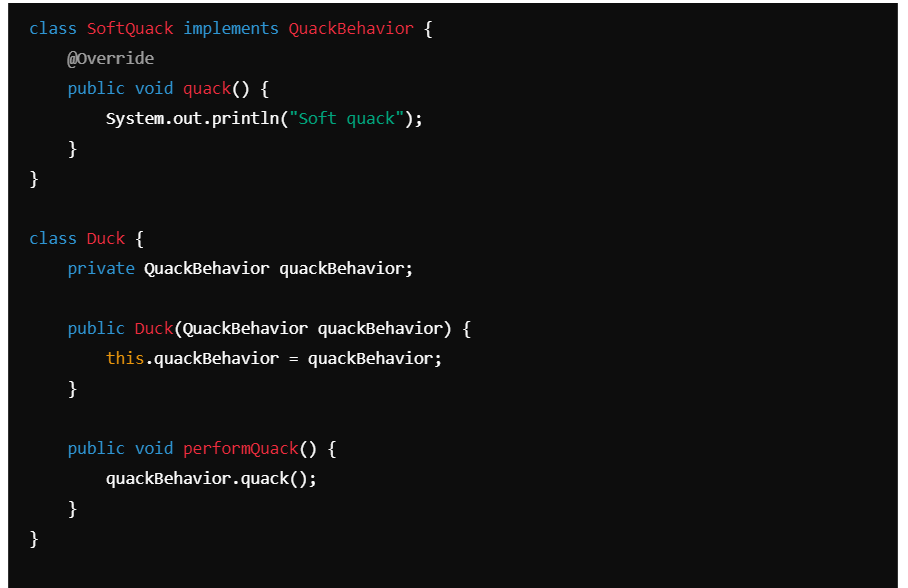 class SoftQuack implements QuackBehavior {
    @Override
    public void quack() {
        System.out.println("Soft quack");
    }
}

class Duck {
    private QuackBehavior quackBehavior;

    public Duck(QuackBehavior quackBehavior) {
        this.quackBehavior = quackBehavior;
    }

    public void performQuack() {
        quackBehavior.quack();
    }
}